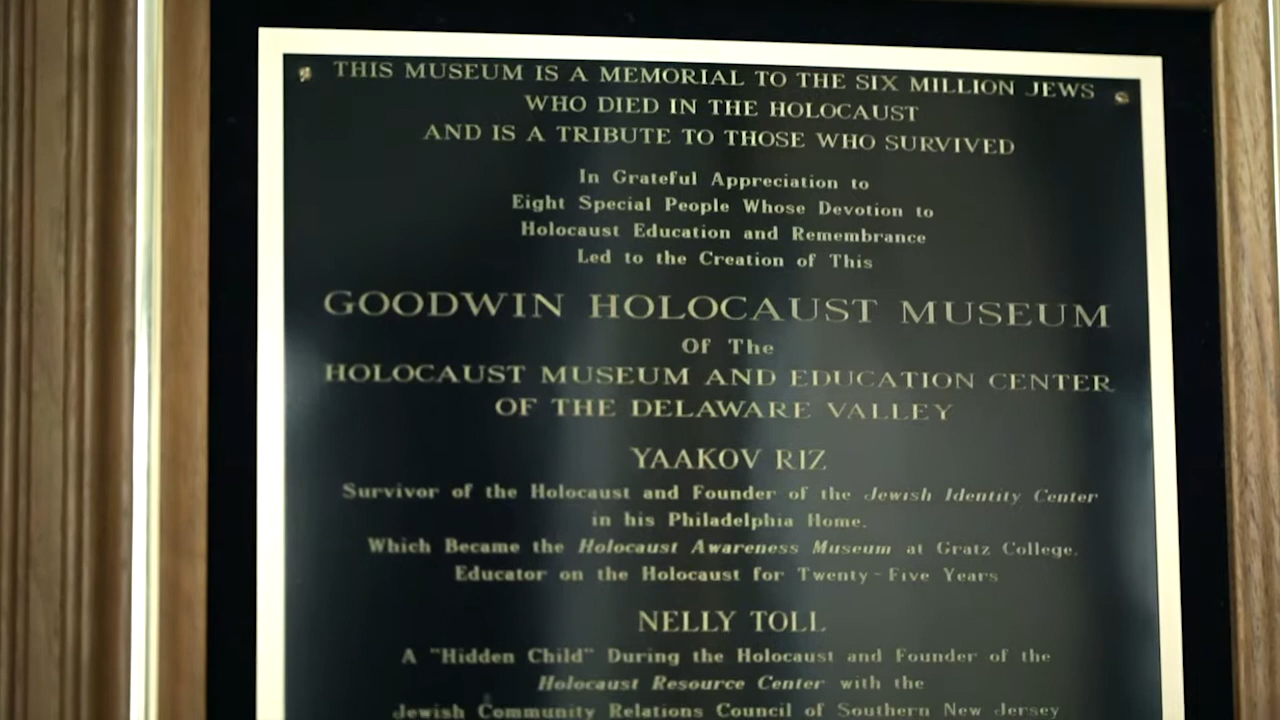 THIS MUSEUM IS A MEMORIAL TO THE SIX MILLION JEWS
WHO DIED IN THE HOLOCAUST
AND IS A TRIBUTE TO THOSE WHO SURVIVED
In Grateful Appreciation to
Eight Special People Whose Devotion to
Holocaust Education and Remembrance
Led to the Creation of This
GOODWIN HOLOCAUST MUSEUM
Of The
HOLOCAUST MUSEUM AND EDUCATION CENTER
OF THE DELAWARE VALLEY
YAAKOV RIZ
Survivor of the Holocaust and Founder of the Jewish Identity Center
in his Philadelphia Home.
Which Became the Holocaust Awareness Museum at Gratz College.
Educator on the Holocaust for Twenty-Five Years
NELLY TOLL
A "Hidden Child" During the Holocaust and Founder of the
Holocaust Resource Center with the
Jewish Community Relations Council of Southern New Jersey